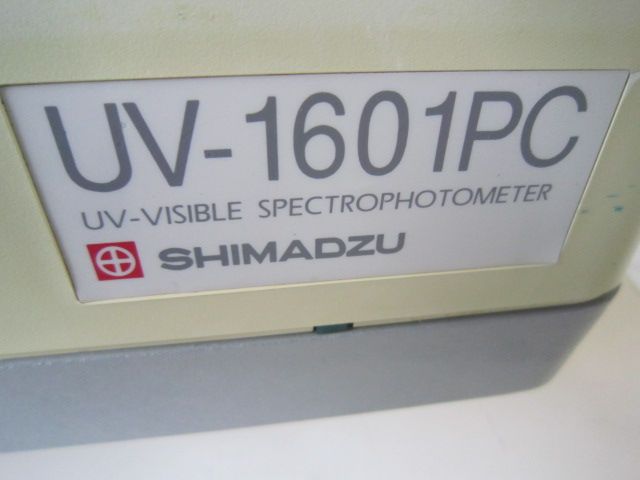 UV-1601PC
UV-VISIBLE SPECTROPHOTOMETER
SHIMADZU